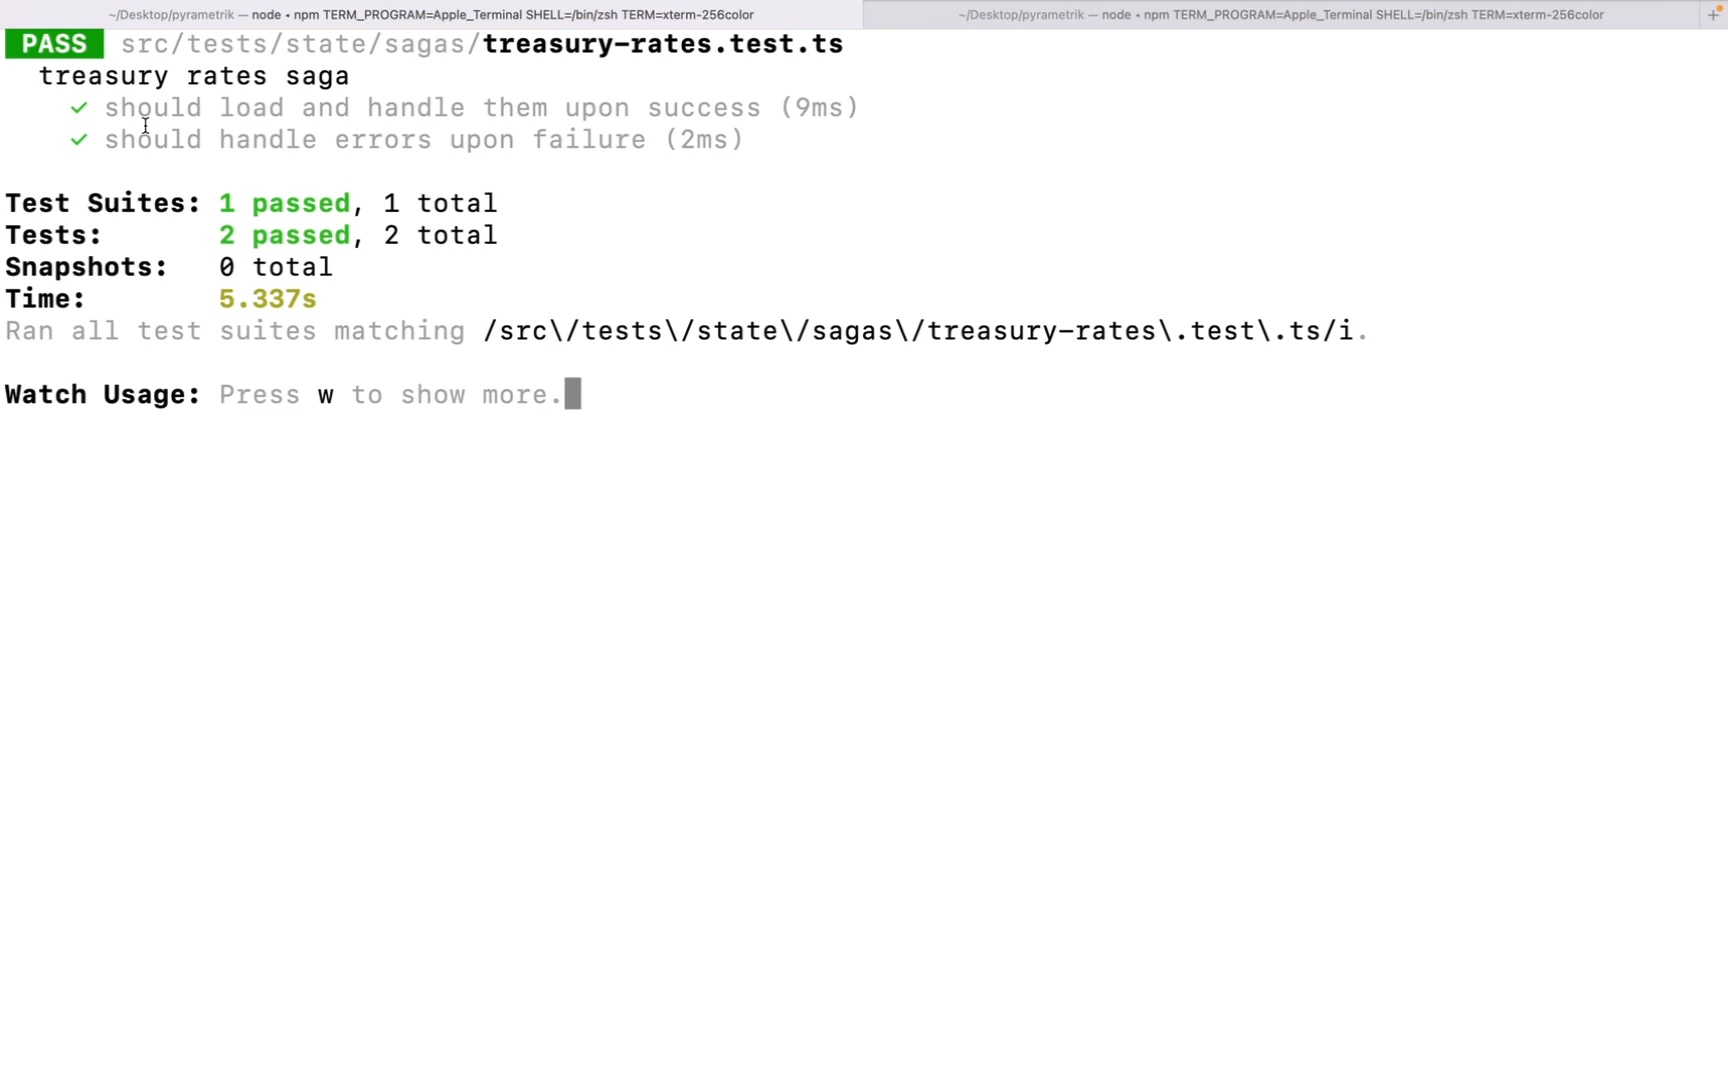 ~/Desktop/pyrametrik — node • npm TERM_PROGRAM=Apple_Terminal SHELL=/bin/zsh TERM=xterm-256color
~/Desktop/pyrametrik — node • npm TERM_PROGRAM=Apple_Terminal SHELL=/bin/zsh TERM=xterm-256color
+
PASS src/tests/state/sagas/treasury-rates.test.ts
treasury rates saga
✓ should load and handle them upon success (9ms)
✓ should handle errors upon failure (2ms)
Test Suites: 1 passed, 1 total
Tests: 2 passed, 2 total
Snapshots: 0 total
Time: 5.337s
Ran all test suites matching /src\/tests\/state\/sagas\/treasury-rates\.test\.ts/i.
Watch Usage: Press w to show more.